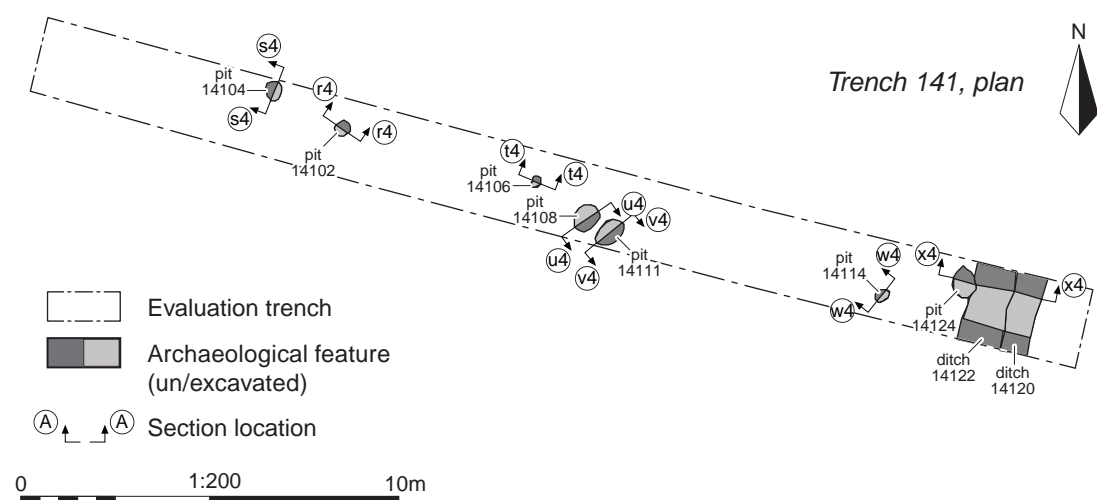 Trench 141, plan
N
s4
s4
pit
14104
r4
r4
pit
14102
t4
t4
pit
14106
u4
u4
pit
14108
v4
v4
pit
14111
w4
w4
pit
14114
x4
x4
pit
14124
ditch
14122
ditch
14120
Evaluation trench
Archaeological feature
(un/excavated)
A A Section location
0 1:200 10m